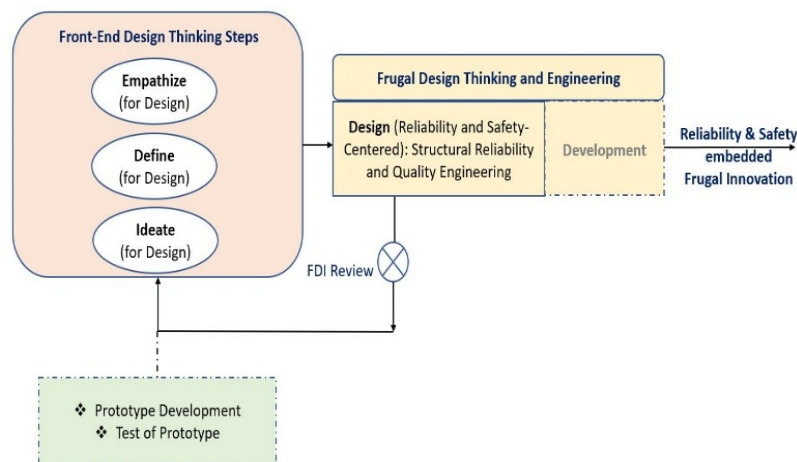 Front-End Design Thinking Steps
Empathize
(for Design)
Define
(for Design)
Ideate
(for Design)
Frugal Design Thinking and Engineering
Design (Reliability and Safety-
Centered): Structural Reliability
and Quality Engineering
Development
Reliability & Safety
embedded
Frugal Innovation
FDI Review
❖ Prototype Development
❖ Test of Prototype